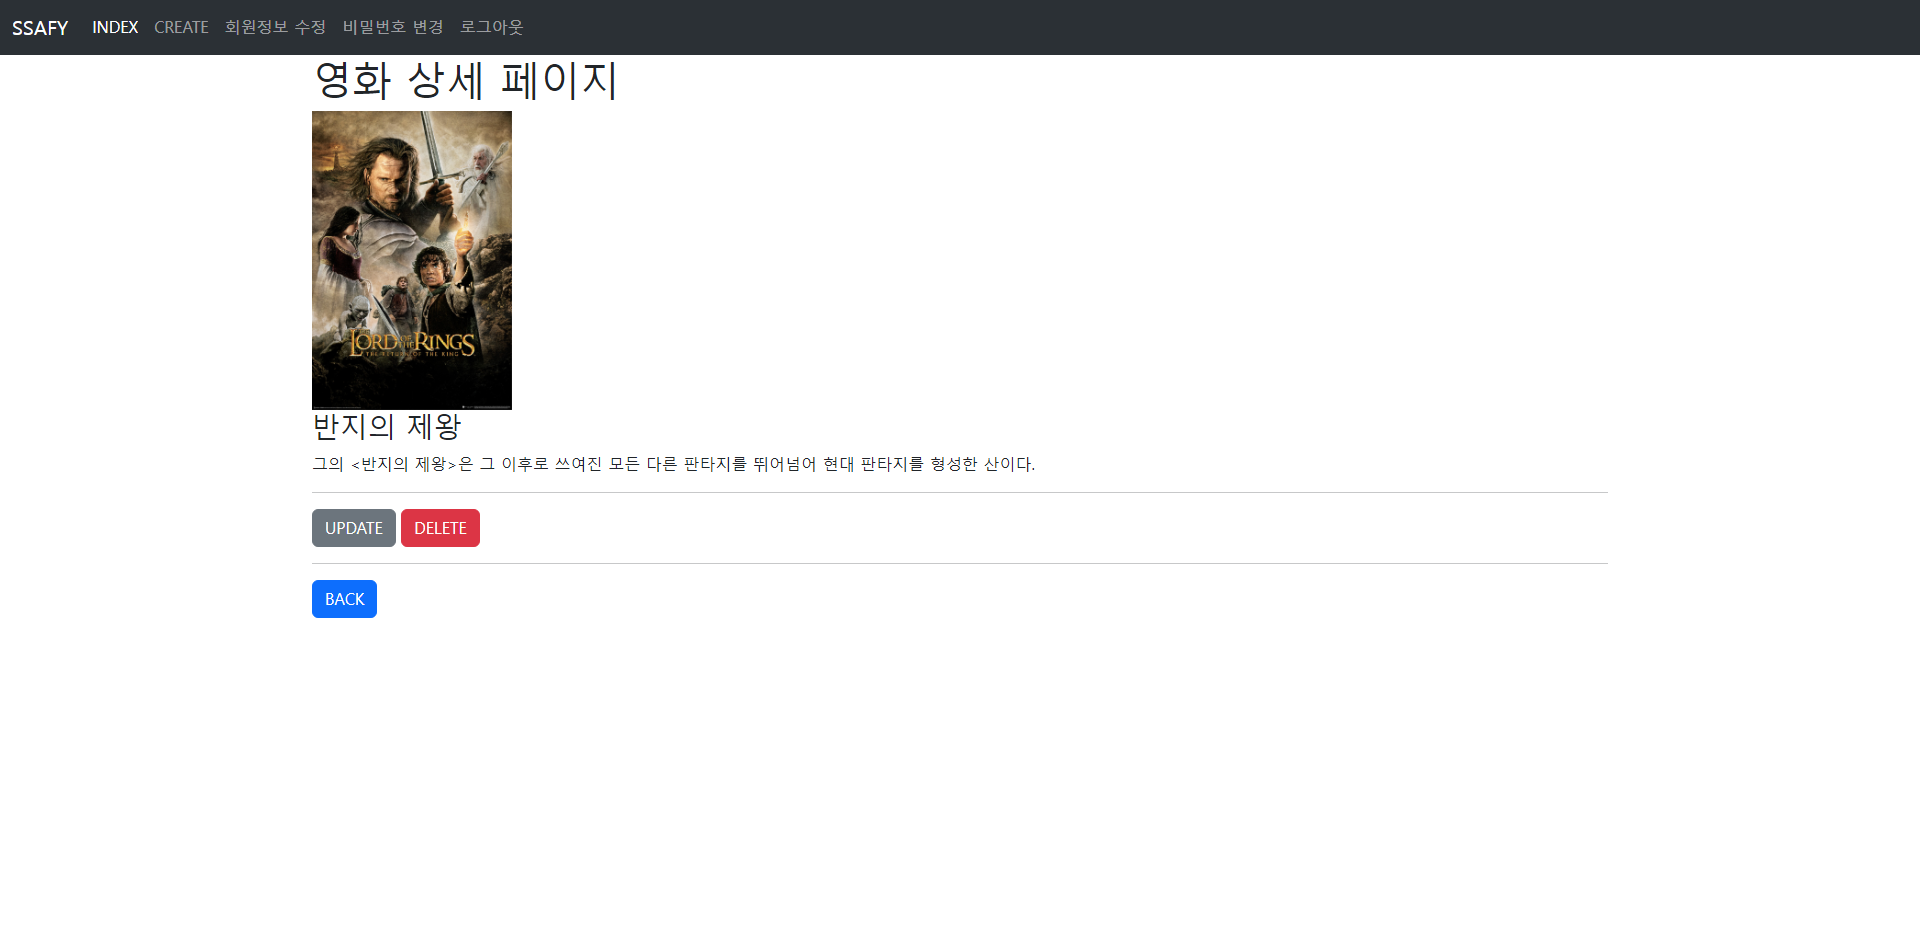 SSAFY INDEX CREATE 회원정보 수정 비밀번호 변경 로그아웃
영화 상세 페이지
THE LORD OF THE RINGS
THE RETURN OF THE KING
반지의 제왕
그의 <반지의 제왕>은 그 이후로 쓰여진 모든 다른 판타지를 뛰어넘어 현대 판타지를 형성한 산이다.
UPDATE DELETE
BACK